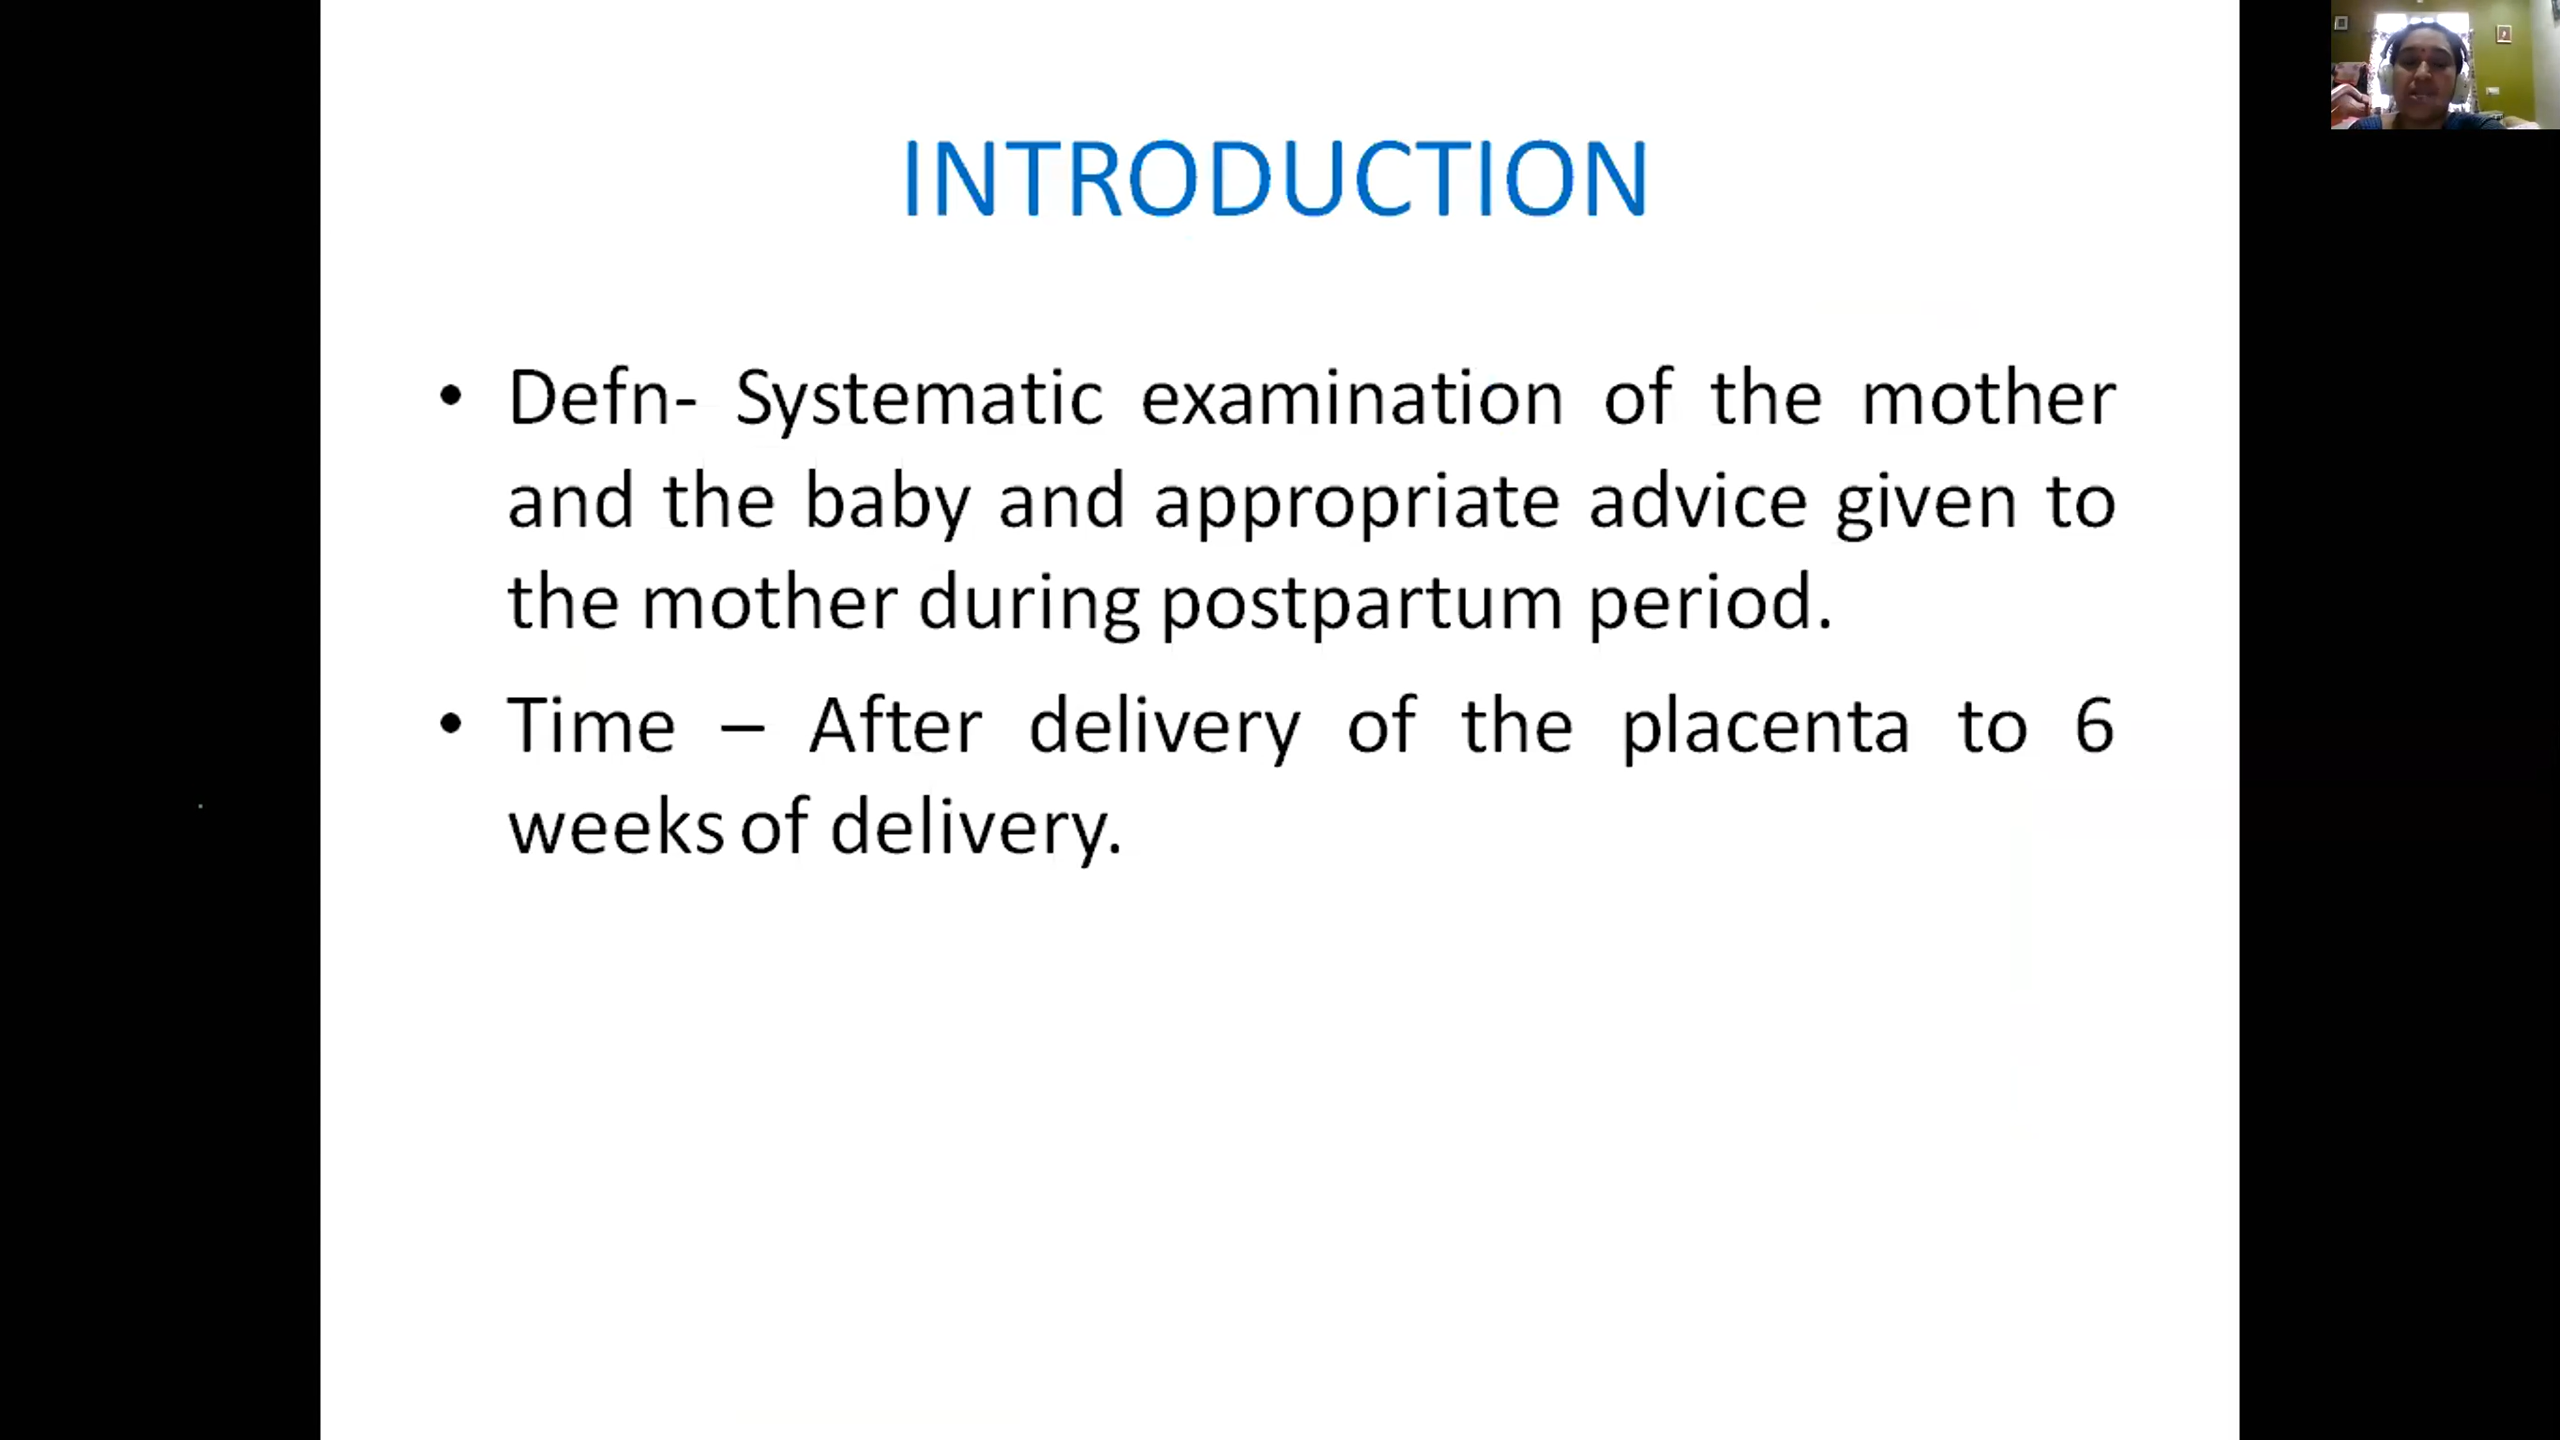 INTRODUCTION
• Defn- Systematic examination of the mother
and the baby and appropriate advice given to
the mother during postpartum period.
• Time – After delivery of the placenta to 6
weeks of delivery.